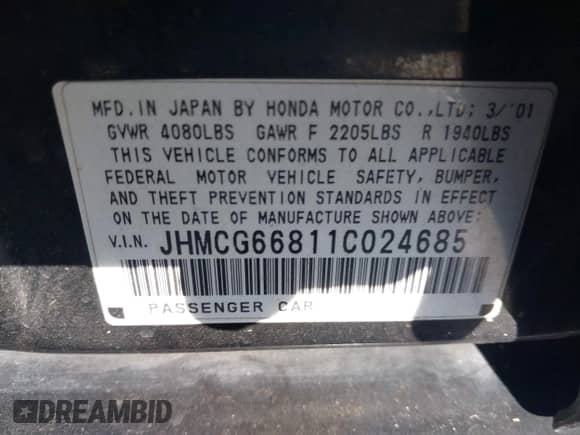 MFD. IN JAPAN BY HONDA MOTOR CO.,LTD; 3/'01
GVWR 4080LBS GAWR F 2205LBS R 1940LBS
THIS VEHICLE CONFORMS TO ALL APPLICABLE
FEDERAL MOTOR VEHICLE SAFETY, BUMPER,
AND THEFT PREVENTION STANDARDS IN EFFECT
ON THE DATE OF MANUFACTURE SHOWN ABOVE:
V.I.N. JHMCG66811C024685
PASSENGER CAR
DREAMBID